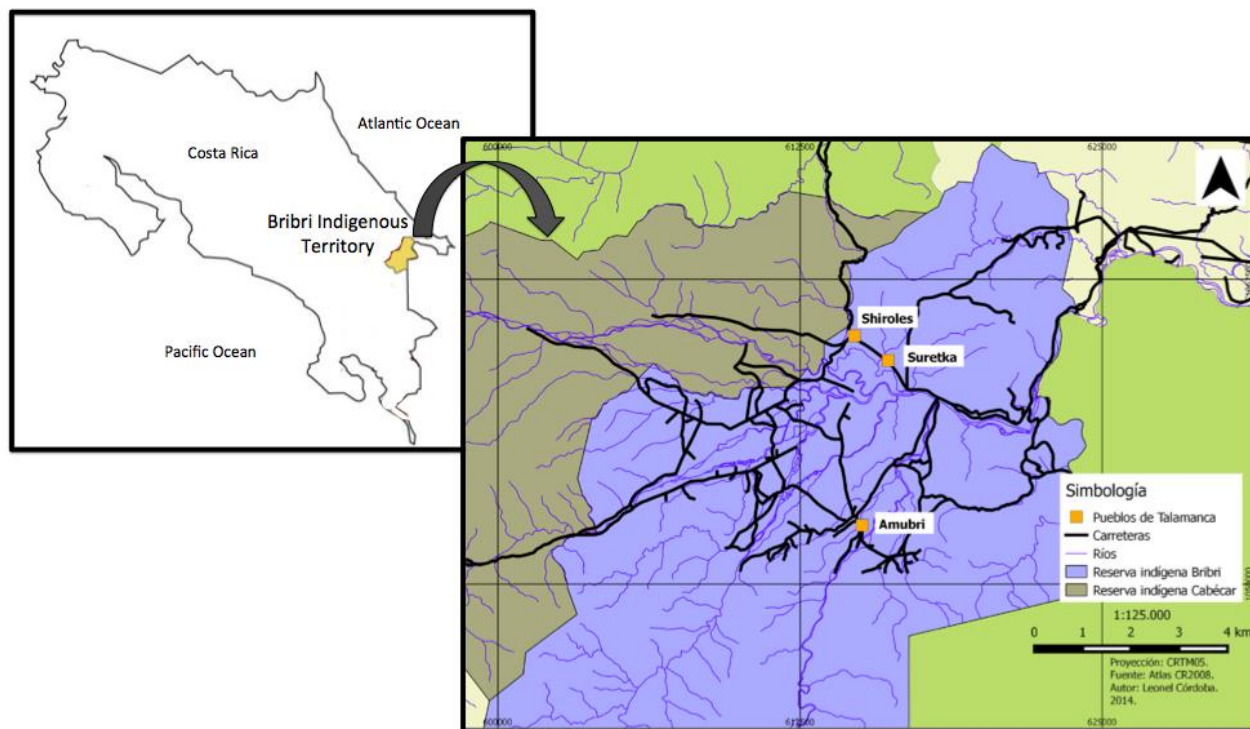 Atlantic Ocean
Costa Rica
Bribri Indigenous
Territory
Pacific Ocean
600000
612500
625000
Shiroles
Suretka
Amubri
Simbología
Pueblos de Talamanca
Carreteras
Ríos
Reserva indígena Bribri
Reserva indígena Cabécar
1:125.000
0 1 2 3 4 km
Proyección: CRTM05.
Fuente: Atlas CR2008.
Autor: Leonel Córdoba.
2014.
600000
612500
625000